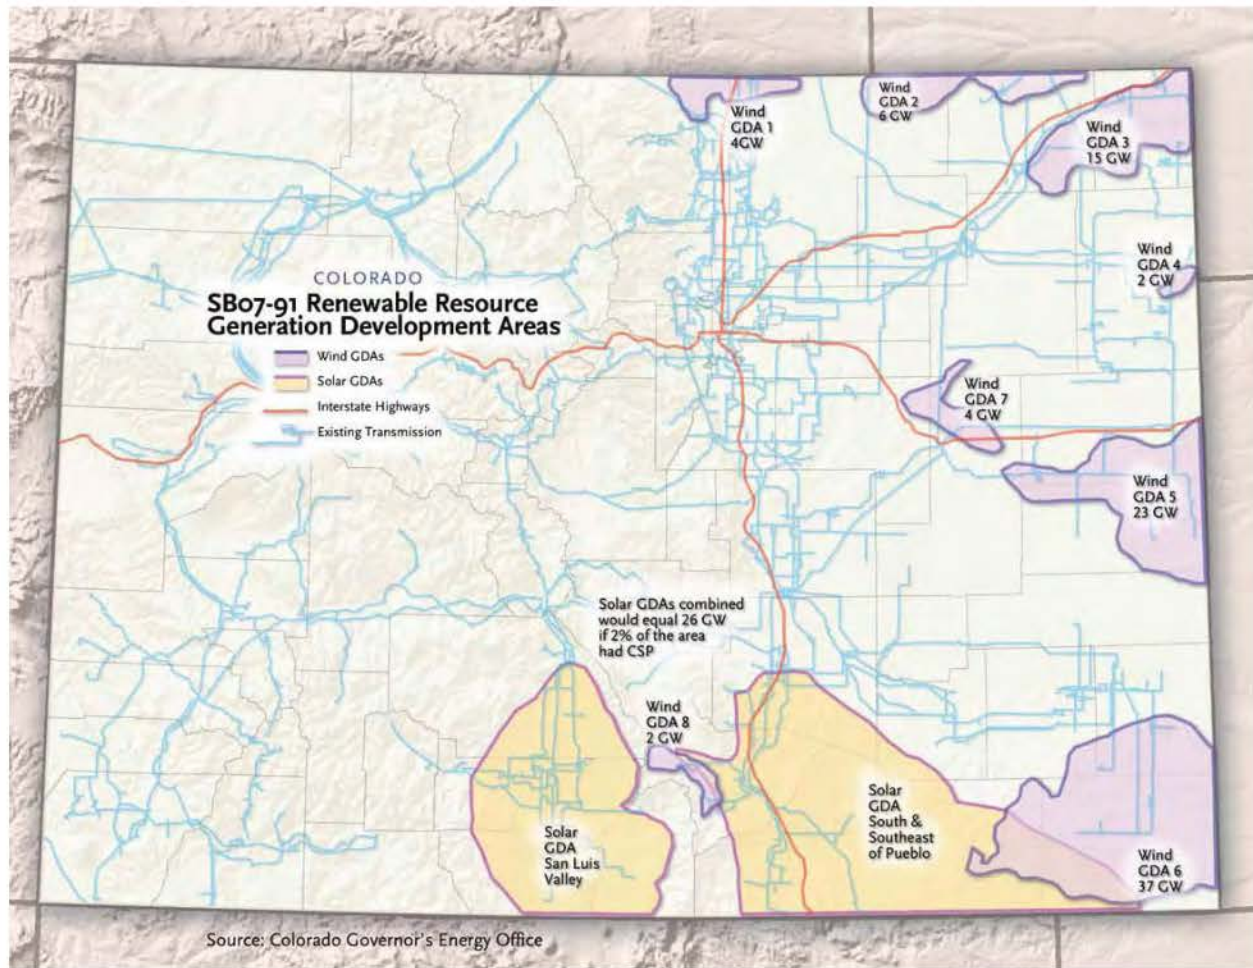 COLORADO
SB07-91 Renewable Resource
Generation Development Areas
Wind GDAs
Solar GDAs
Interstate Highways
Existing Transmission
Wind
GDA 1
4GW
Wind
GDA 2
6 GW
Wind
GDA 3
15 GW
Wind
GDA 4
2 GW
Wind
GDA 7
4 GW
Wind
GDA 5
23 GW
Solar GDAs combined
would equal 26 GW
if 2% of the area
had CSP
Wind
GDA 8
2 GW
Solar
GDA
San Luis
Valley
Solar
GDA
South &
Southeast
of Pueblo
Wind
GDA 6
37 GW
Source: Colorado Governor's Energy Office